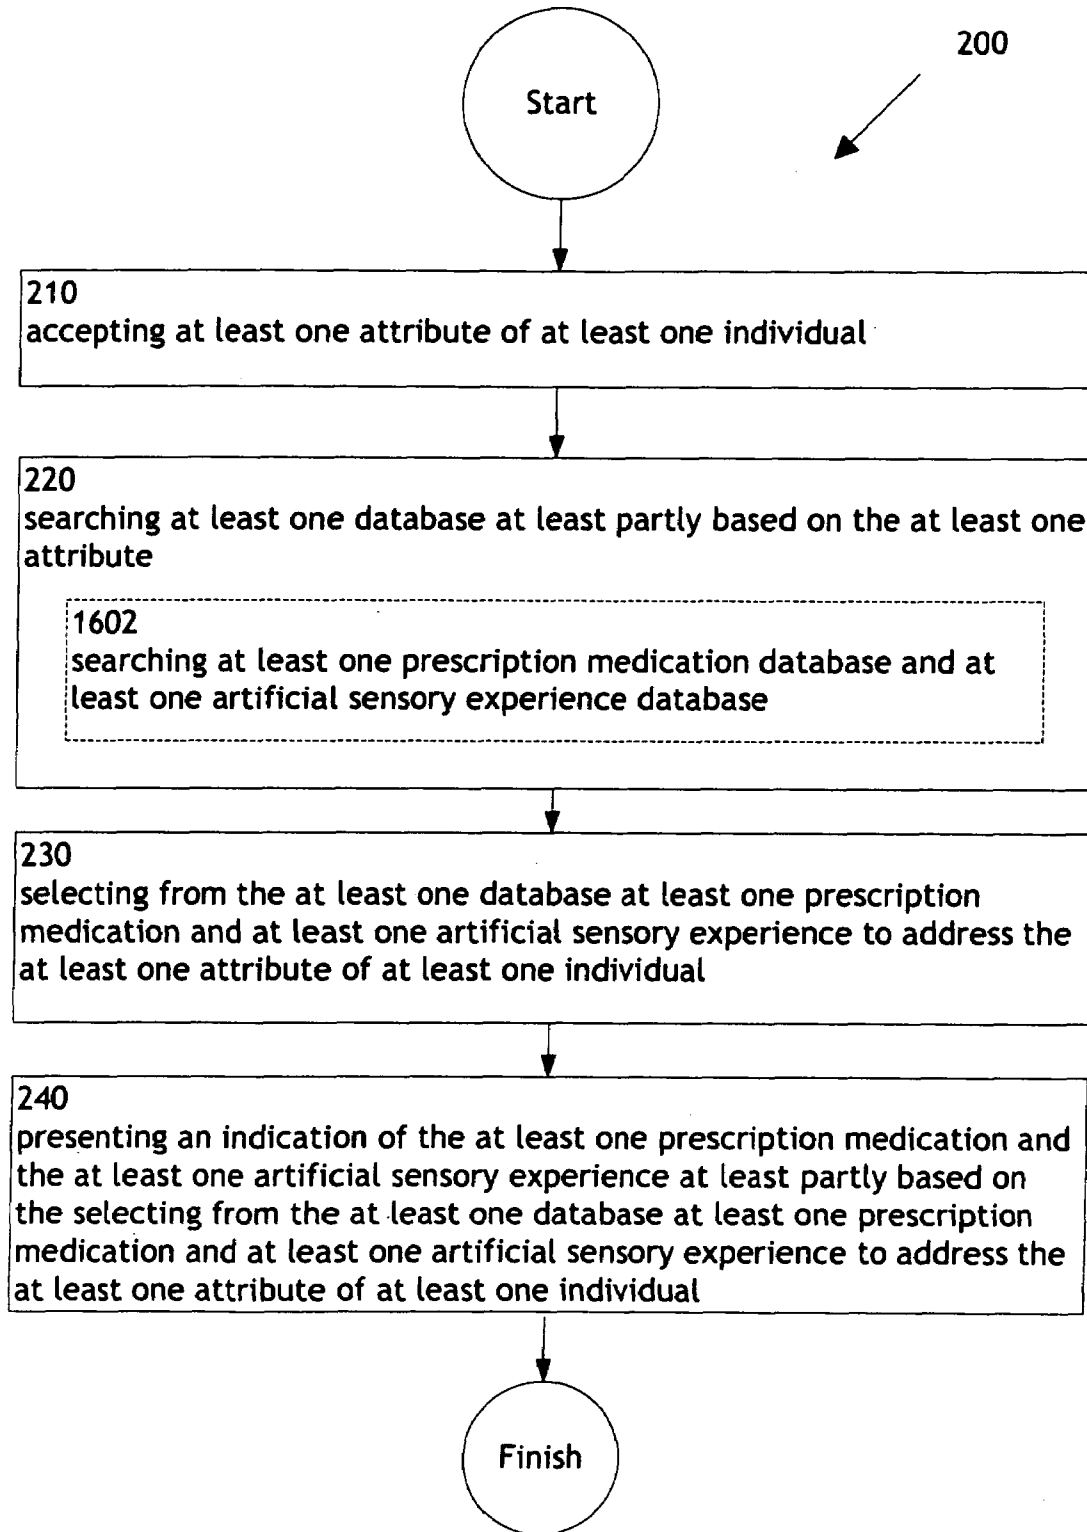 200
Start
210
accepting at least one attribute of at least one individual
220
searching at least one database at least partly based on the at least one
attribute
1602
searching at least one prescription medication database and at
least one artificial sensory experience database
230
selecting from the at least one database at least one prescription
medication and at least one artificial sensory experience to address the
at least one attribute of at least one individual
240
presenting an indication of the at least one prescription medication and
the at least one artificial sensory experience at least partly based on
the selecting from the at least one database at least one prescription
medication and at least one artificial sensory experience to address the
at least one attribute of at least one individual
Finish